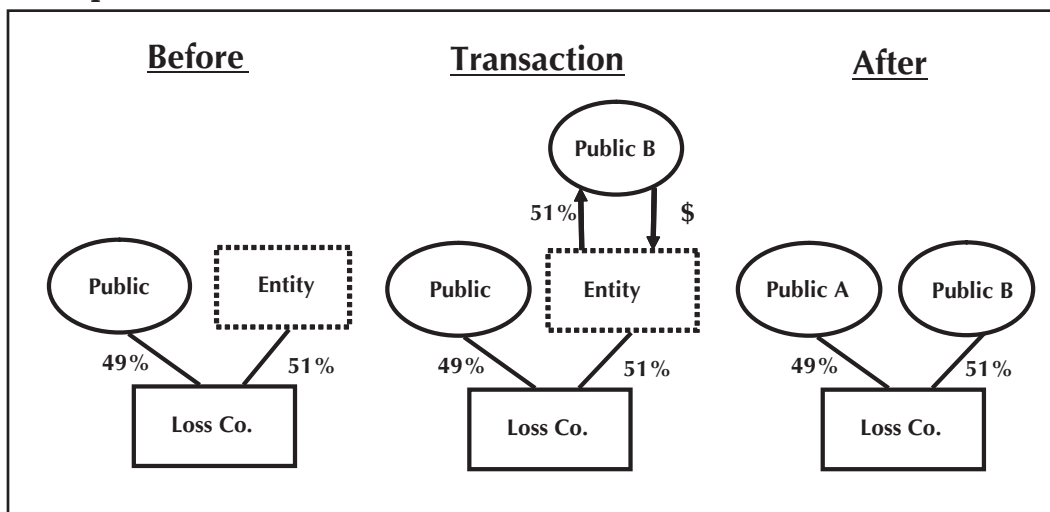 Before
Transaction
After
Public B
51%
$
Public
Entity
49%
51%
Loss Co.
Public
Entity
49%
51%
Loss Co.
Public A
Public B
49%
51%
Loss Co.